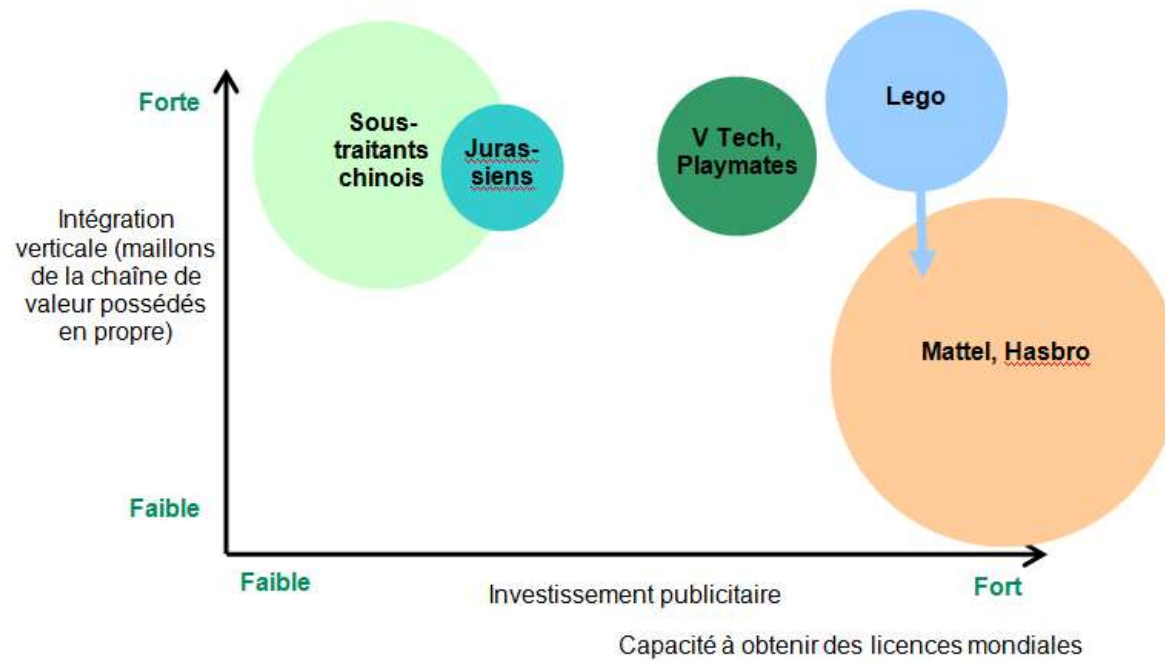 Forte
Sous-
traitants
chinois
Juras-
siens
V Tech,
Playmates
Lego
Intégration
verticale (maillons
de la chaîne de
valeur possédés
en propre)
Mattel, Hasbro
Faible
Faible
Investissement publicitaire
Fort
Capacité à obtenir des licences mondiales